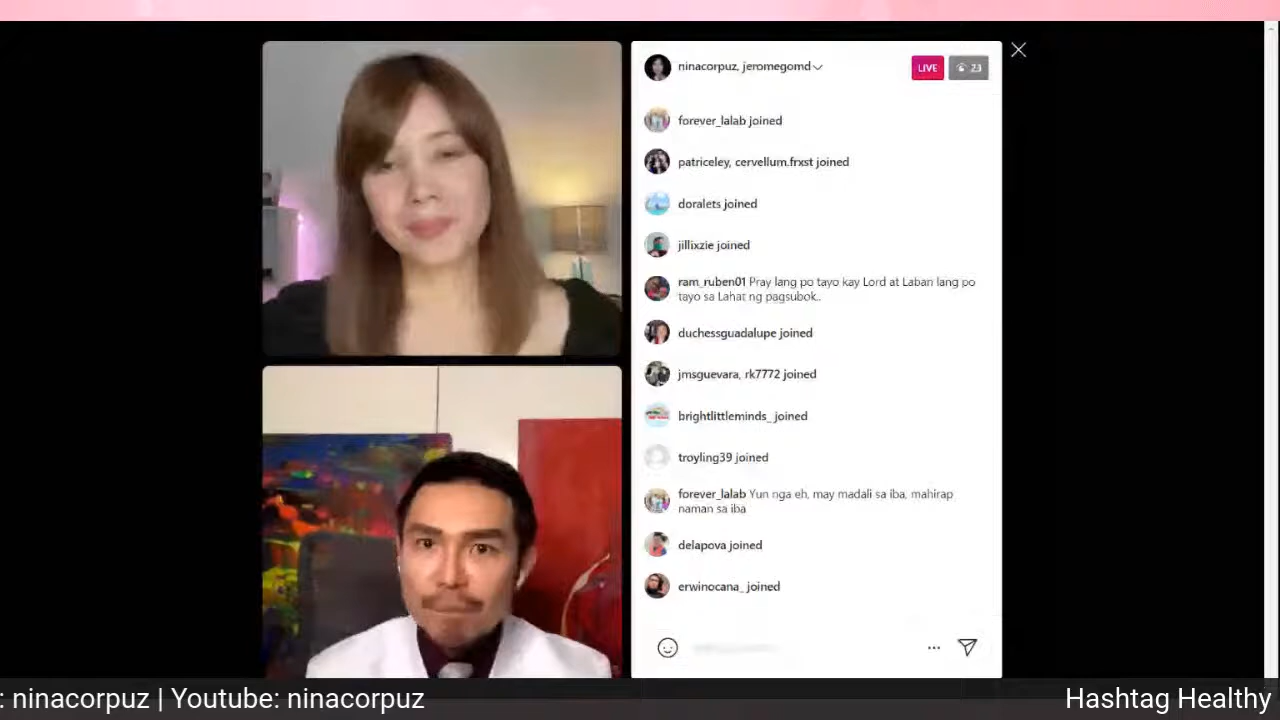 ninacorpuz, jeromegomd
LIVE
23
forever_lalab joined
patriceley, cervellum.frxst joined
doralets joined
jillixzie joined
ram_ruben01 Pray lang po tayo kay Lord at Laban lang po
tayo sa Lahat ng pagsubok..
duchessguadalupe joined
jmsguevara, rk7772 joined
brightlittleminds_ joined
troyling39 joined
forever_lalab Yun nga eh, may madali sa iba, mahirap
naman sa iba
delapova joined
erwinocana_ joined
: ninacorpuz | Youtube: ninacorpuz
Hashtag Healthy